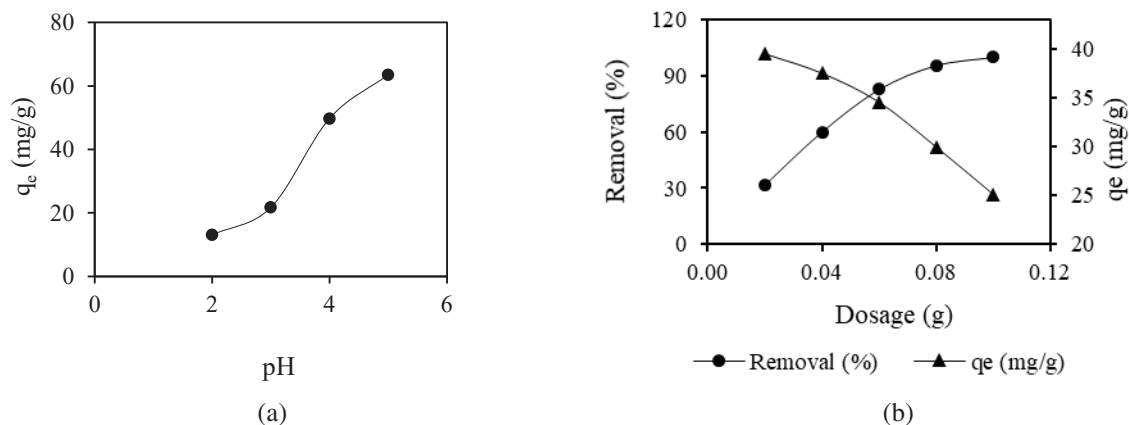 80
60
40
20
0
qe (mg/g)
0 2 4 6
pH
(a)
120
90
60
30
0
Removal (%)
40
35
30
25
20
qe (mg/g)
0.00 0.04 0.08 0.12
Dosage (g)
Removal (%) qe (mg/g)
(b)